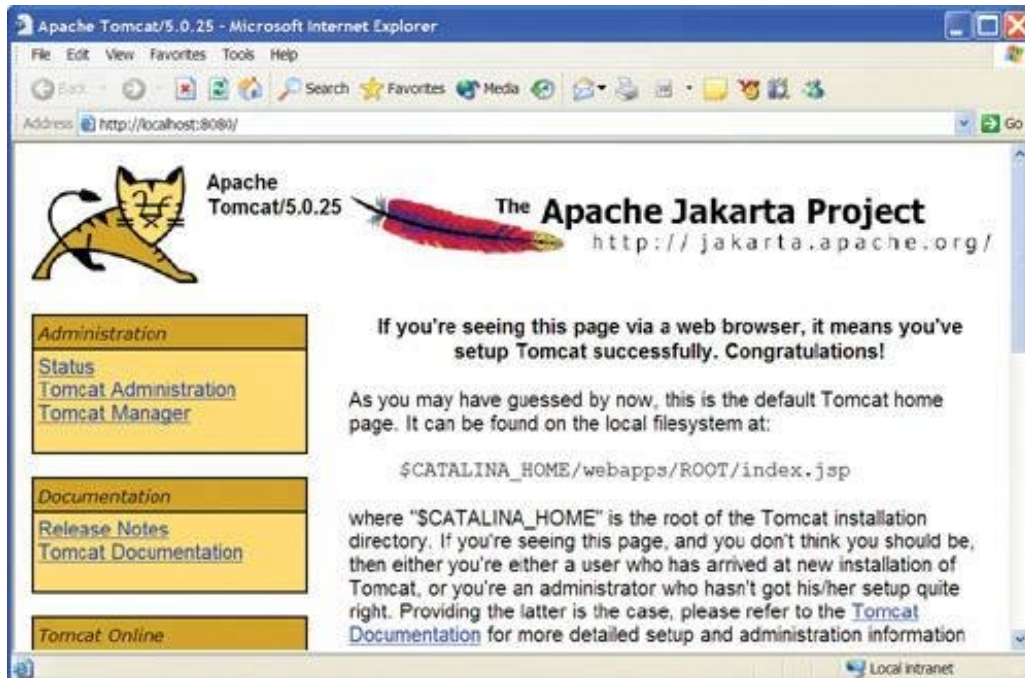 Apache Tomcat/5.0.25 - Microsoft Internet Explorer
File Edit View Favorites Tools Help
Back Search Favorites Media
Address http://localhost:8080/ Go
Apache
Tomcat/5.0.25
The Apache Jakarta Project
http://jakarta.apache.org/
Administration
Status
Tomcat Administration
Tomcat Manager
Documentation
Release Notes
Tomcat Documentation
Tomcat Online
If you're seeing this page via a web browser, it means you've
setup Tomcat successfully. Congratulations!
As you may have guessed by now, this is the default Tomcat home
page. It can be found on the local filesystem at:
$CATALINA_HOME/webapps/ROOT/index.jsp
where "$CATALINA_HOME" is the root of the Tomcat installation
directory. If you're seeing this page, and you don't think you should be,
then either you're either a user who has arrived at new installation of
Tomcat, or you're an administrator who hasn't got his/her setup quite
right. Providing the latter is the case, please refer to the Tomcat
Documentation for more detailed setup and administration information
Local intranet